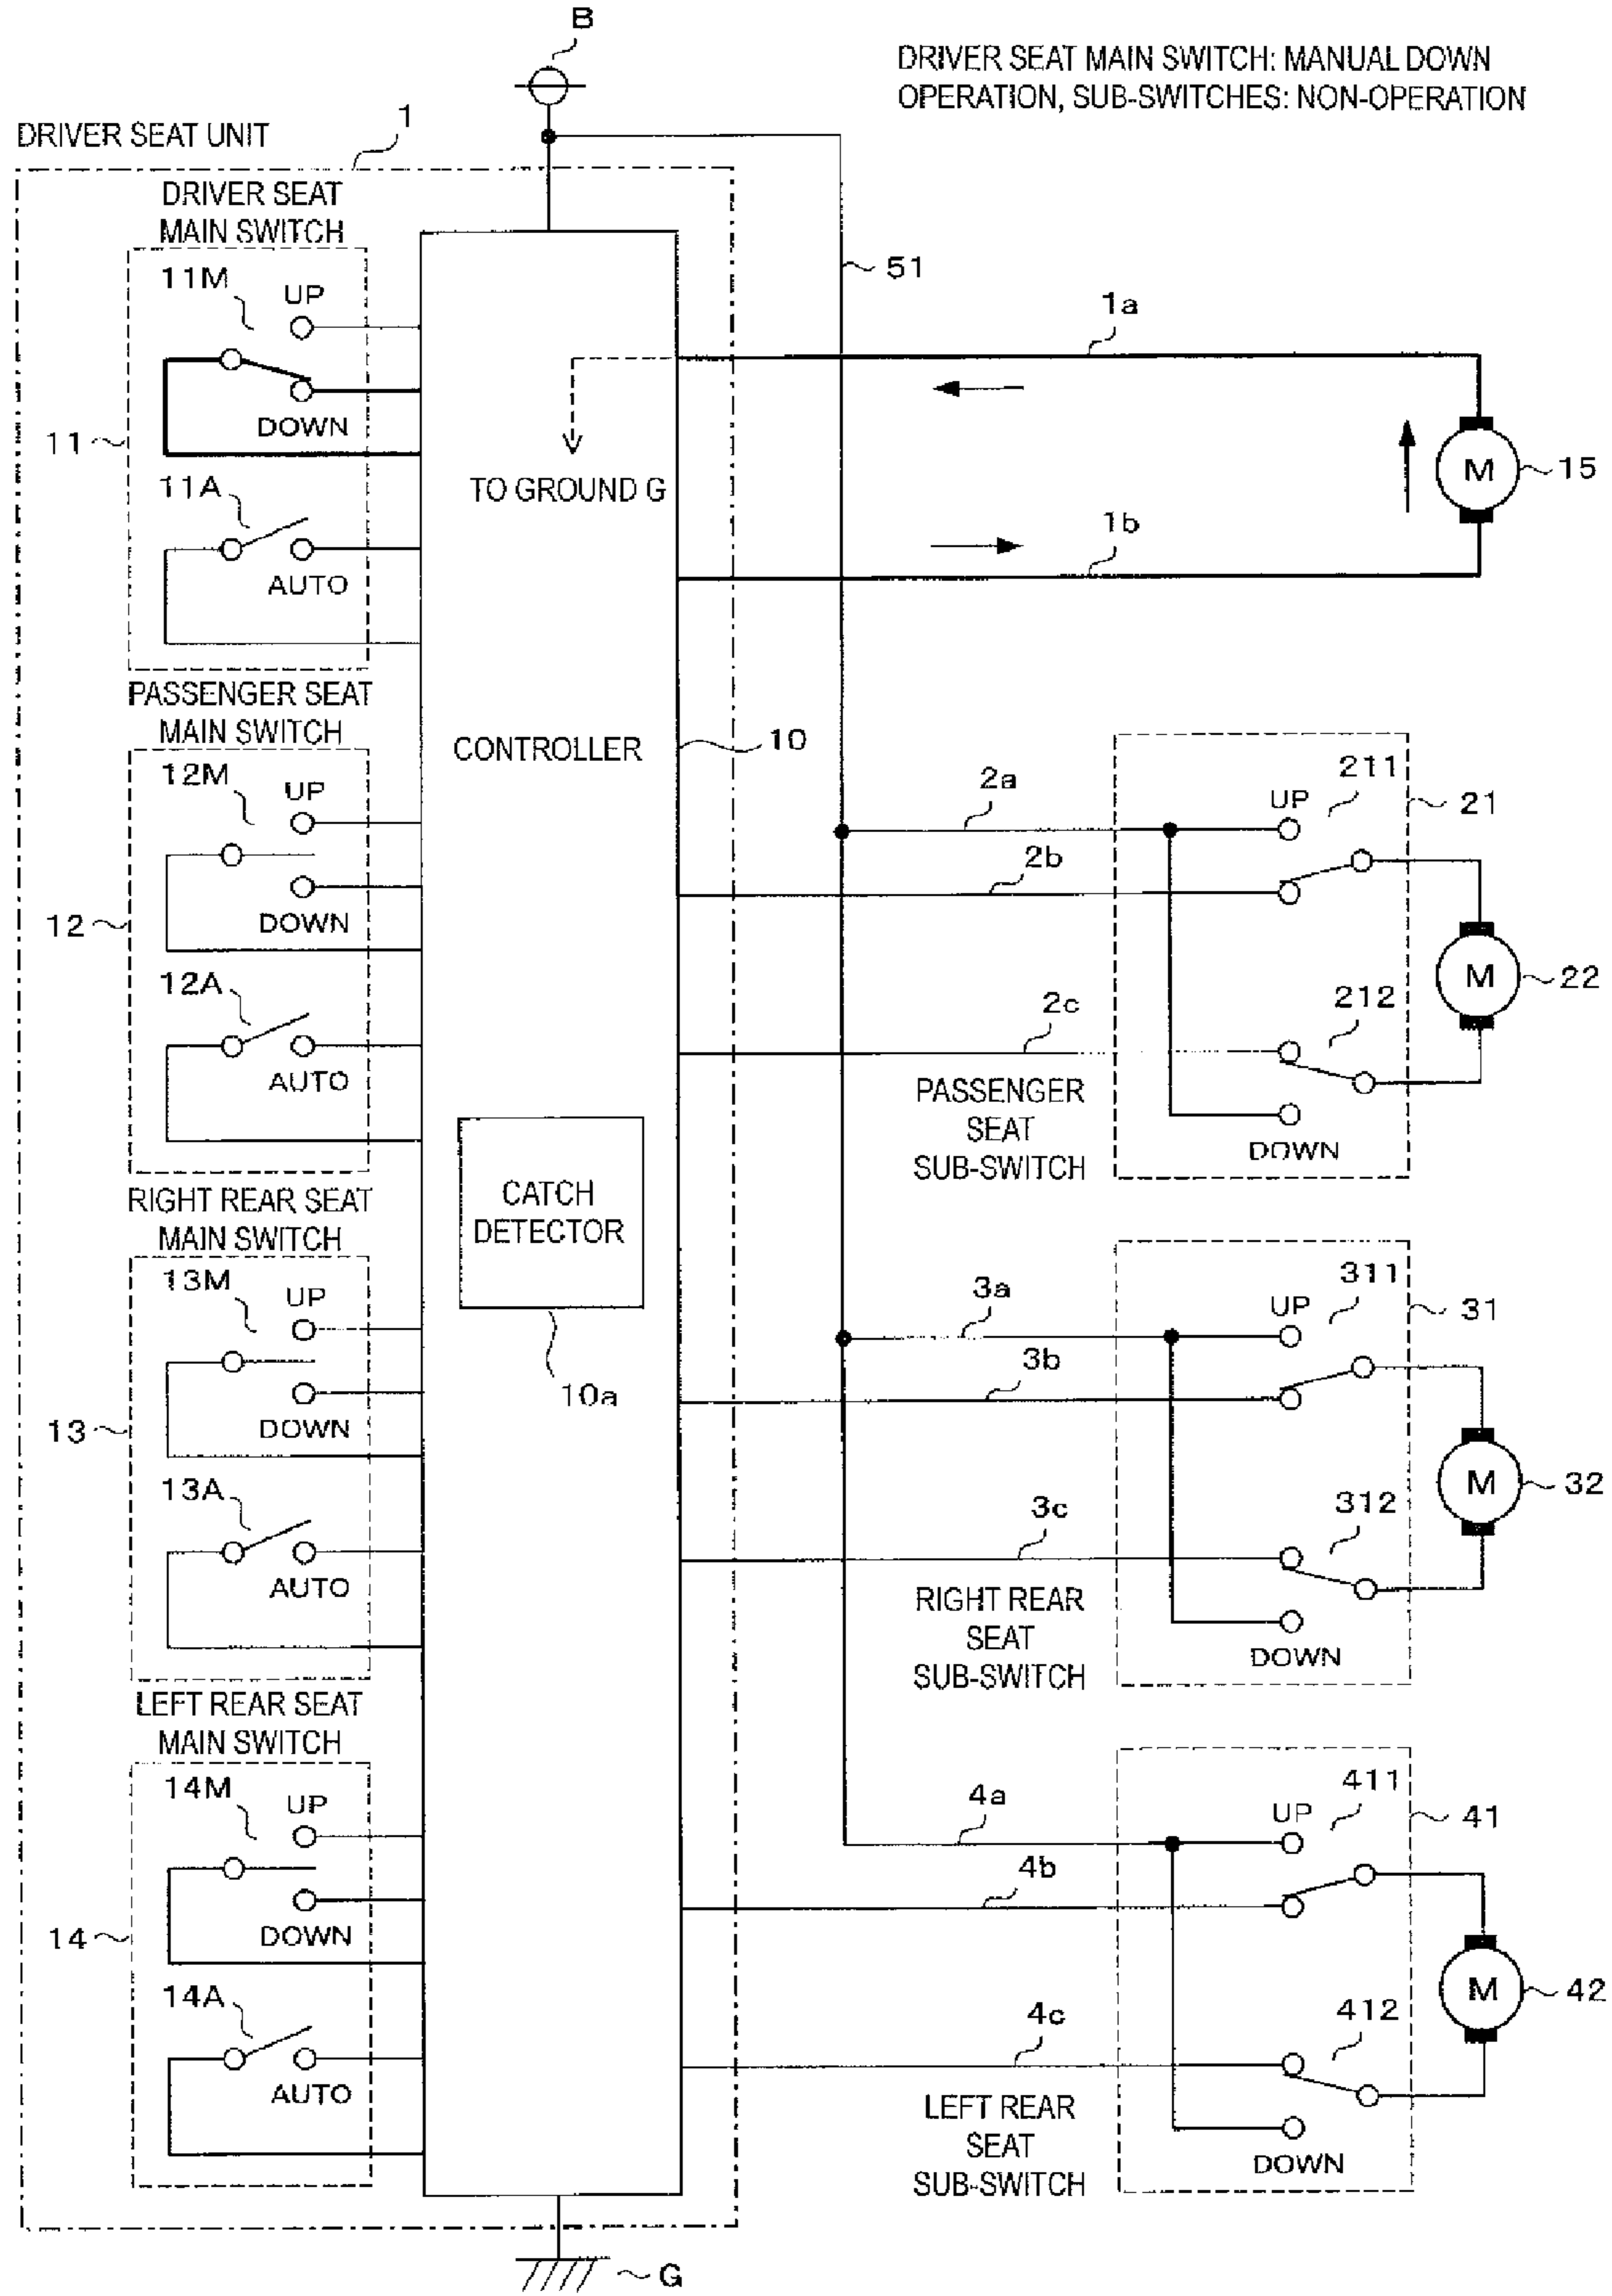 B
DRIVER SEAT MAIN SWITCH: MANUAL DOWN
OPERATION, SUB-SWITCHES: NON-OPERATION
DRIVER SEAT UNIT
1
DRIVER SEAT
MAIN SWITCH
11M
UP
DOWN
11
11A
AUTO
TO GROUND G
51
1a
1b
M
15
PASSENGER SEAT
MAIN SWITCH
12M
UP
DOWN
12
12A
AUTO
CONTROLLER
10
2a
2b
2c
UP
211
21
212
DOWN
M
22
PASSENGER
SEAT
SUB-SWITCH
CATCH
DETECTOR
10a
RIGHT REAR SEAT
MAIN SWITCH
13M
UP
DOWN
13
13A
AUTO
3a
3b
3c
UP
311
31
312
DOWN
M
32
RIGHT REAR
SEAT
SUB-SWITCH
LEFT REAR SEAT
MAIN SWITCH
14M
UP
DOWN
14
14A
AUTO
4a
4b
4c
UP
411
41
412
DOWN
M
42
LEFT REAR
SEAT
SUB-SWITCH
G